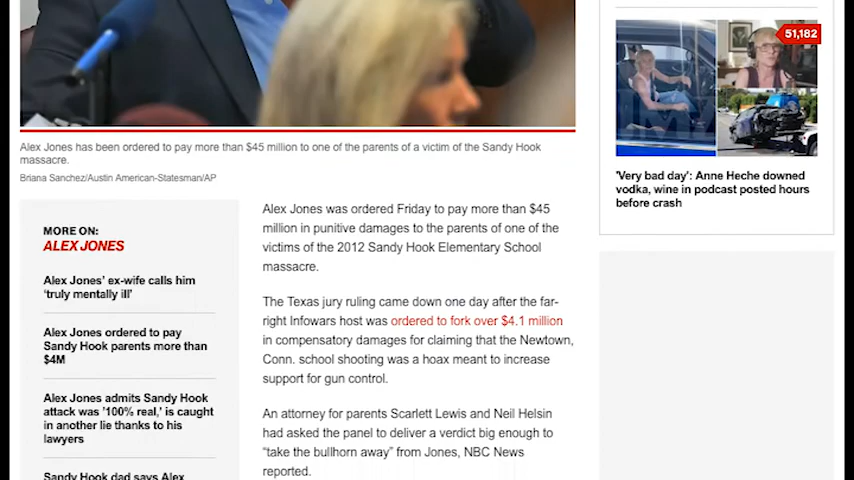 51,182
Alex Jones has been ordered to pay more than $45 million to one of the parents of a victim of the Sandy Hook
massacre.
Briana Sanchez/Austin American-Statesman/AP
MORE ON:
ALEX JONES
Alex Jones' ex-wife calls him
'truly mentally ill'
Alex Jones ordered to pay
Sandy Hook parents more than
$4M
Alex Jones admits Sandy Hook
attack was '100% real,' is caught
in another lie thanks to his
lawyers
Sandy Hook dad says Alex
Alex Jones was ordered Friday to pay more than $45
million in punitive damages to the parents of one of the
victims of the 2012 Sandy Hook Elementary School
massacre.
The Texas jury ruling came down one day after the far-
right Infowars host was ordered to fork over $4.1 million
in compensatory damages for claiming that the Newtown,
Conn. school shooting was a hoax meant to increase
support for gun control.
An attorney for parents Scarlett Lewis and Neil Helsin
had asked the panel to deliver a verdict big enough to
“take the bullhorn away” from Jones, NBC News
reported.
'Very bad day': Anne Heche downed
vodka, wine in podcast posted hours
before crash